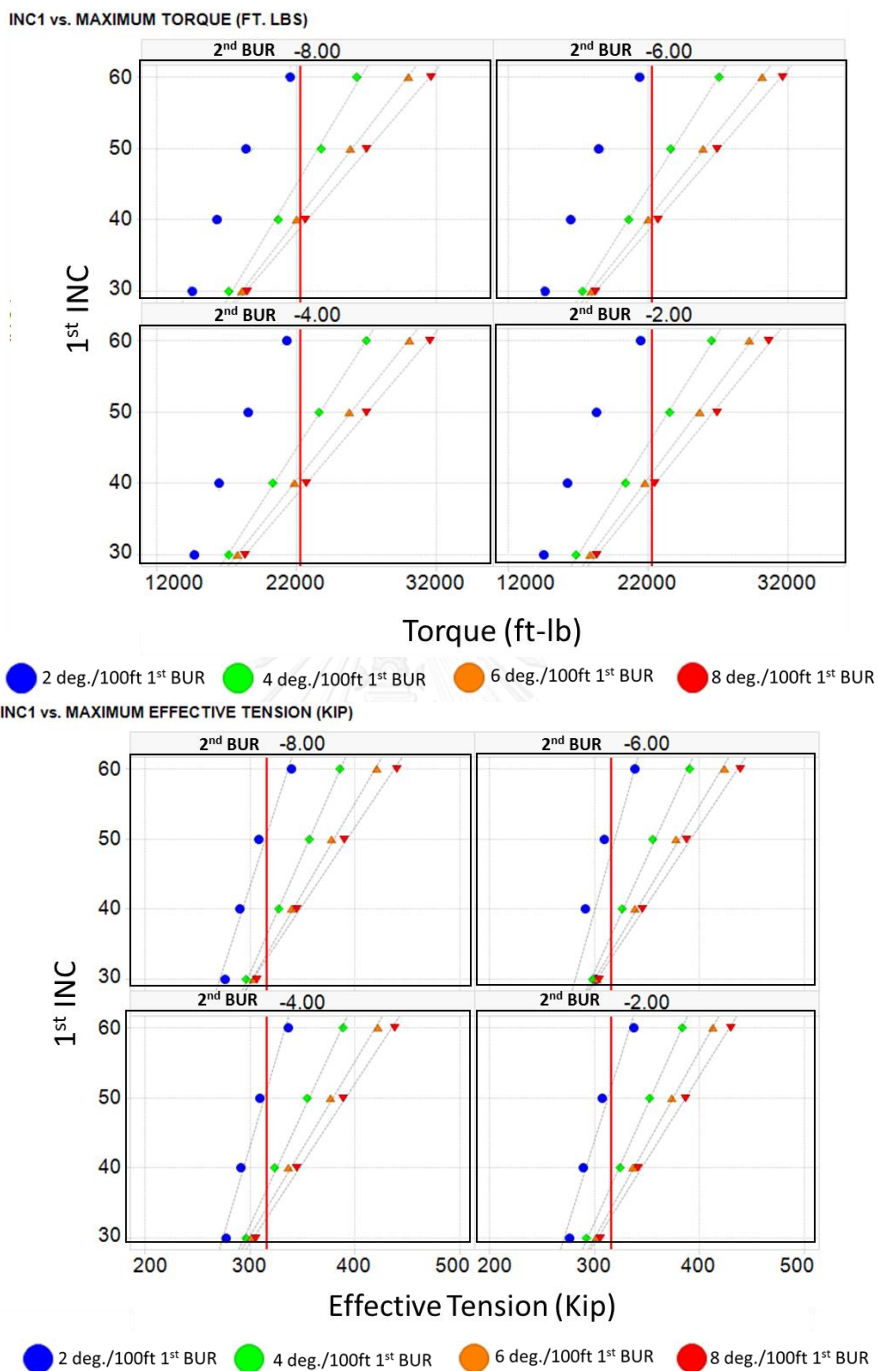 INC1 vs. MAXIMUM TORQUE (FT. LBS)
2nd BUR -8.00
2nd BUR -6.00
60
50
40
30
1st INC
2nd BUR -4.00
2nd BUR -2.00
60
50
40
30
12000 22000 32000 12000 22000 32000
Torque (ft-lb)
2 deg./100ft 1st BUR 4 deg./100ft 1st BUR 6 deg./100ft 1st BUR 8 deg./100ft 1st BUR
INC1 vs. MAXIMUM EFFECTIVE TENSION (KIP)
2nd BUR -8.00
2nd BUR -6.00
60
50
40
30
1st INC
2nd BUR -4.00
2nd BUR -2.00
60
50
40
30
200 300 400 500 200 300 400 500
Effective Tension (Kip)
2 deg./100ft 1st BUR 4 deg./100ft 1st BUR 6 deg./100ft 1st BUR 8 deg./100ft 1st BUR